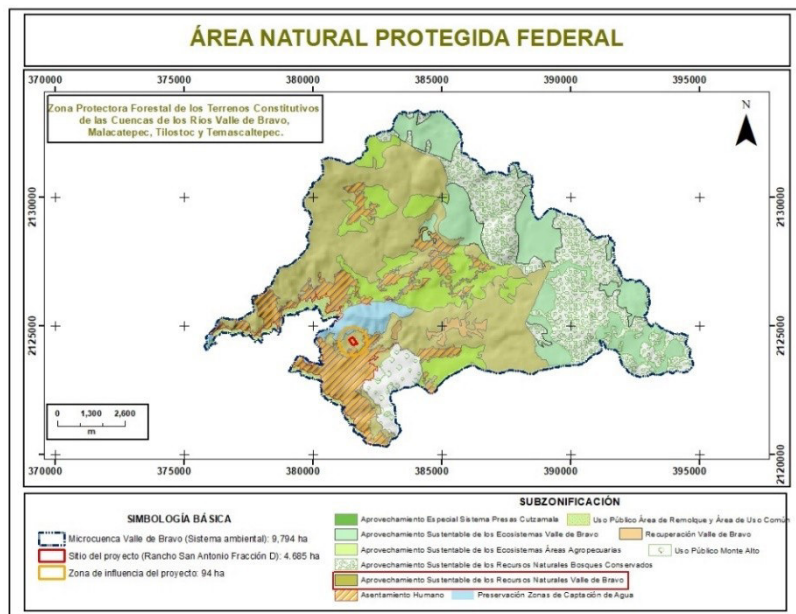 ÁREA NATURAL PROTEGIDA FEDERAL
370000 375000 380000 385000 390000 395000
Zona Protectora Forestal de los Terrenos Constitutivos
de las Cuencas de los Ríos Valle de Bravo,
Malacatepec, Tilostoc y Temascaltepec.
N
2130000 2130000
2125000 2125000
2120000
0 1,300 2,600
m
370000 375000 380000 385000 390000 395000
SIMBOLOGÍA BÁSICA
Microcuenca Valle de Bravo (Sistema ambiental): 9,794 ha
Sitio del proyecto (Rancho San Antonio Fracción D): 4.685 ha
Zona de influencia del proyecto: 94 ha
SUBZONIFICACIÓN
Aprovechamiento Especial Sistema Presas Cutzamala
Uso Público Área de Remolque y Área de Uso Común
Aprovechamiento Sustentable de los Ecosistemas Valle de Bravo
Recuperación Valle de Bravo
Aprovechamiento Sustentable de los Ecosistemas Áreas Agropecuarias
Uso Público Monte Alto
Aprovechamiento Sustentable de los Recursos Naturales Bosques Conservados
Aprovechamiento Sustentable de los Recursos Naturales Valle de Bravo
Asentamiento Humano
Preservación Zonas de Captación de Agua